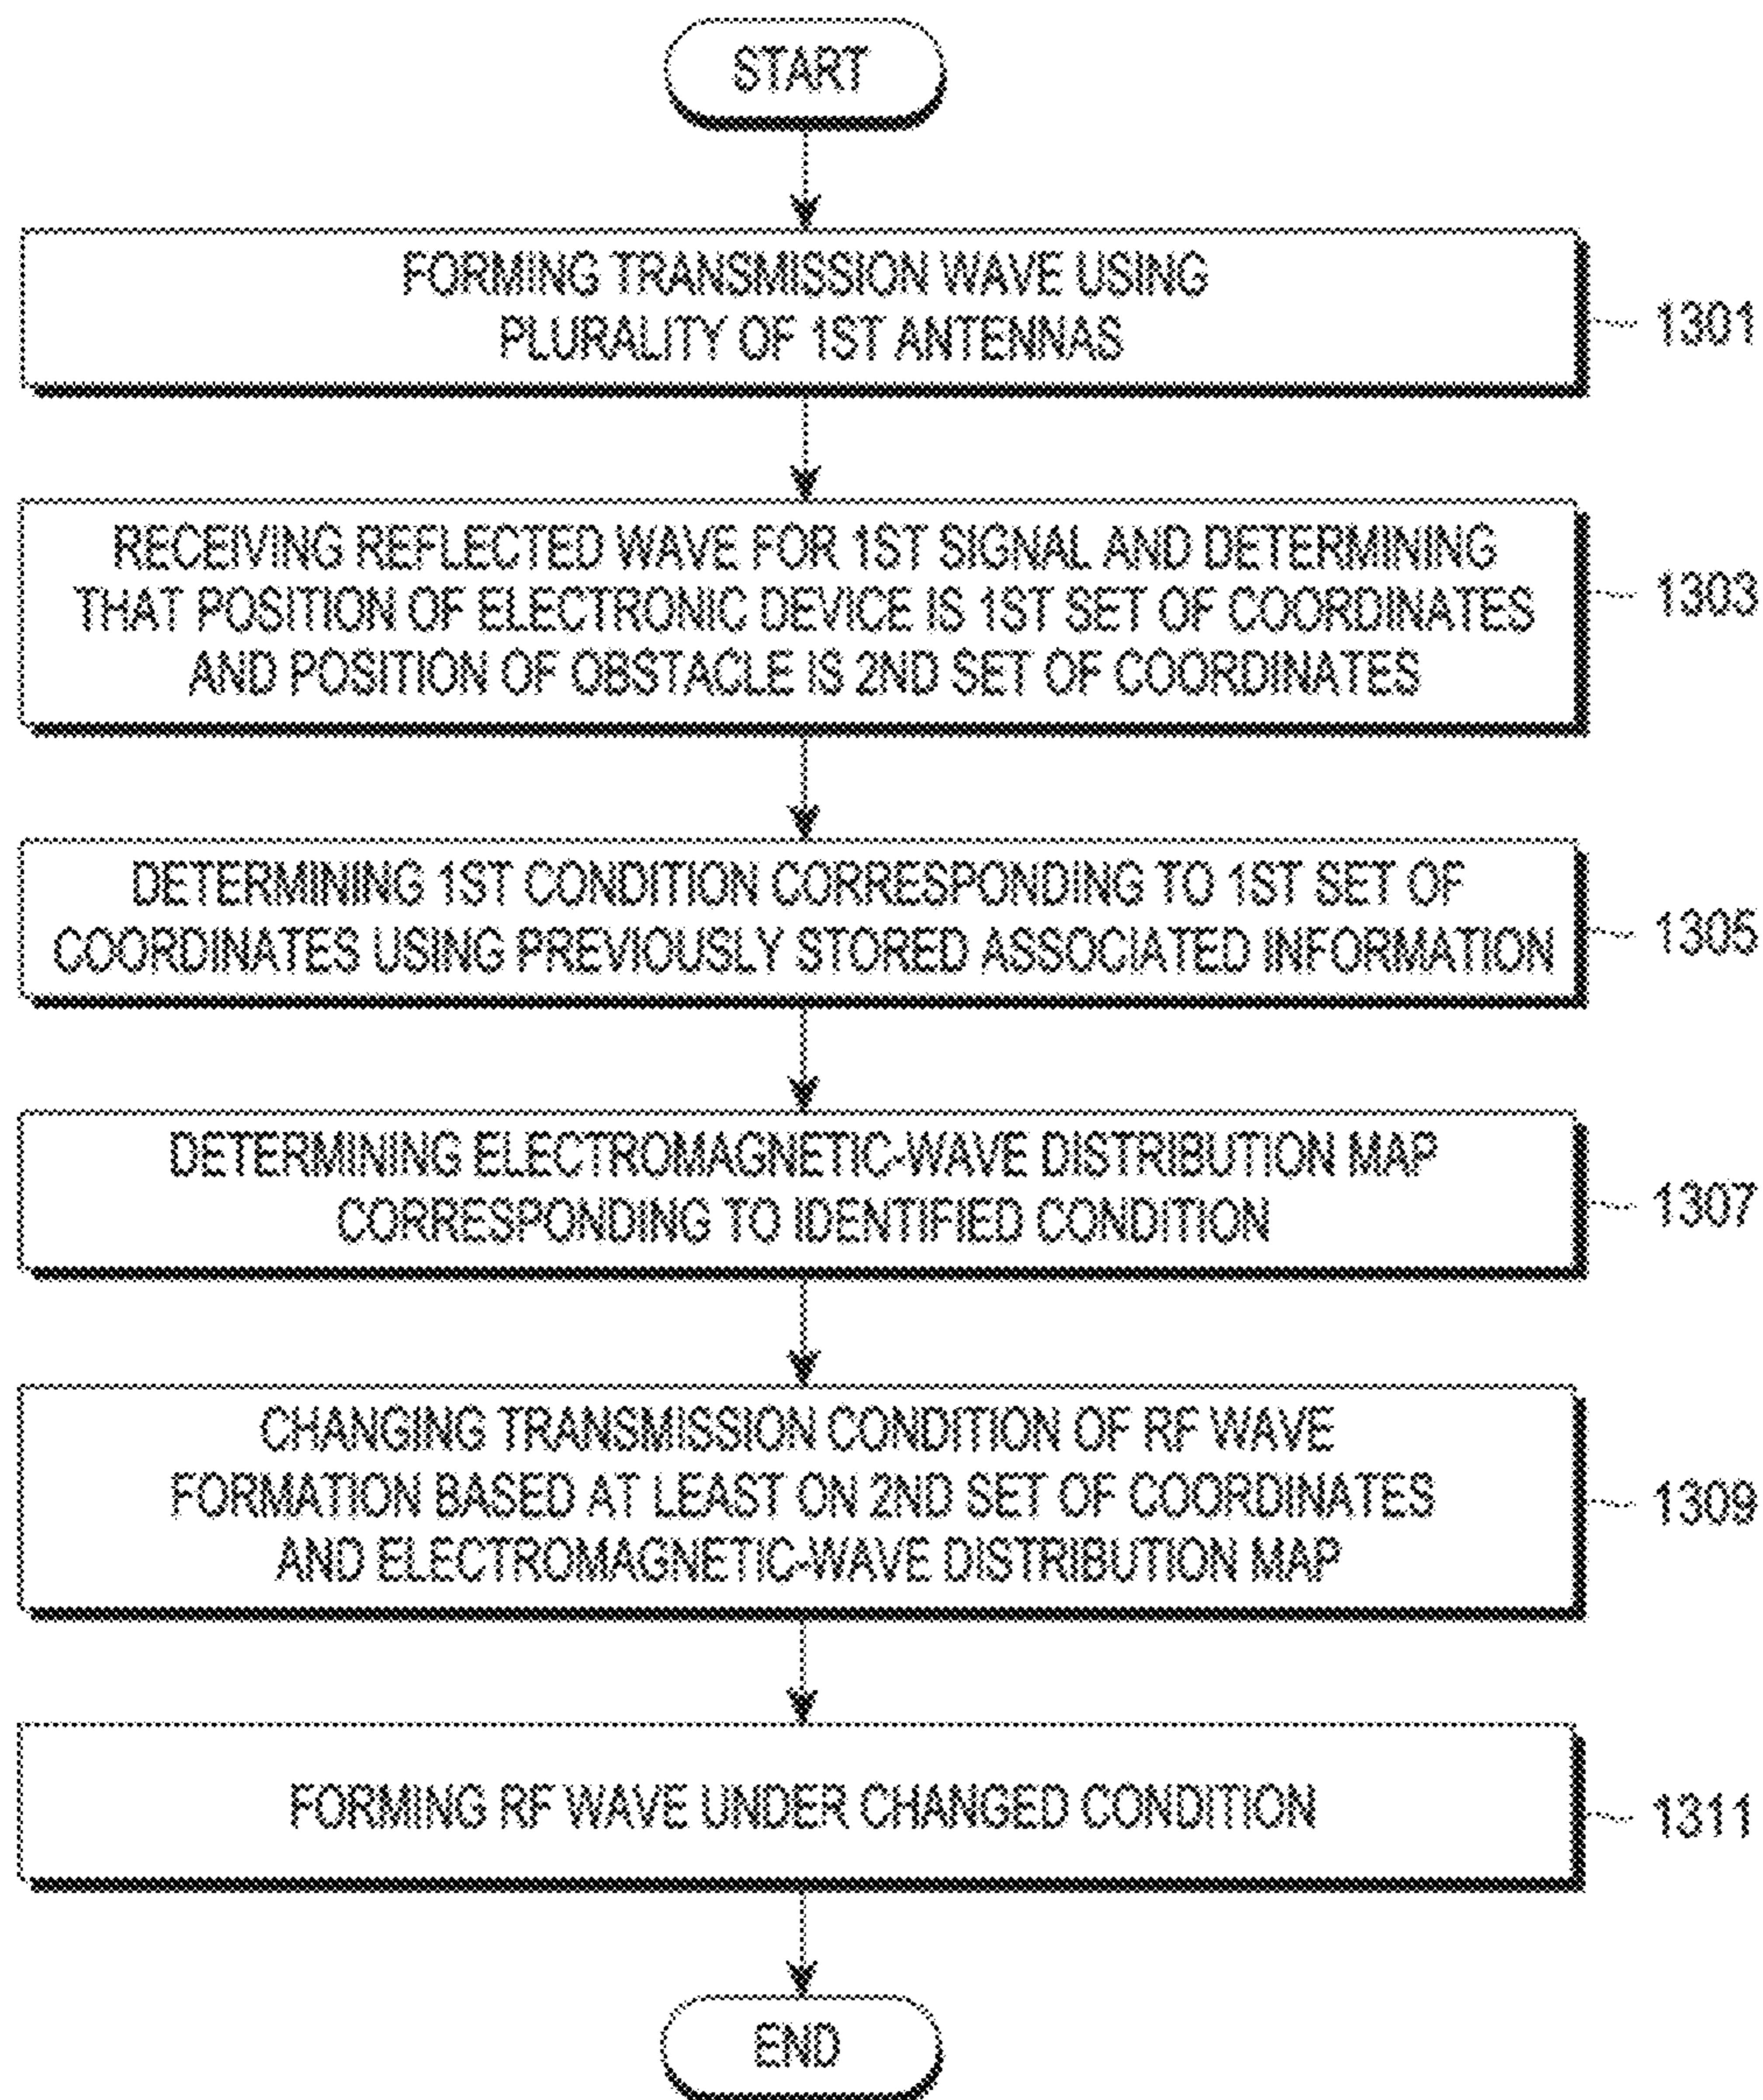 START
FORMING TRANSMISSION WAVE USING
PLURALITY OF 1ST ANTENNAS
1301
RECEIVING REFLECTED WAVE FOR 1ST SIGNAL AND DETERMINING
THAT POSITION OF ELECTRONIC DEVICE IS 1ST SET OF COORDINATES
AND POSITION OF OBSTACLE IS 2ND SET OF COORDINATES
1303
DETERMINING 1ST CONDITION CORRESPONDING TO 1ST SET OF
COORDINATES USING PREVIOUSLY STORED ASSOCIATED INFORMATION
1305
DETERMINING ELECTROMAGNETIC-WAVE DISTRIBUTION MAP
CORRESPONDING TO IDENTIFIED CONDITION
1307
CHANGING TRANSMISSION CONDITION OF RF WAVE
FORMATION BASED AT LEAST ON 2ND SET OF COORDINATES
AND ELECTROMAGNETIC-WAVE DISTRIBUTION MAP
1309
FORMING RF WAVE UNDER CHANGED CONDITION
1311
END